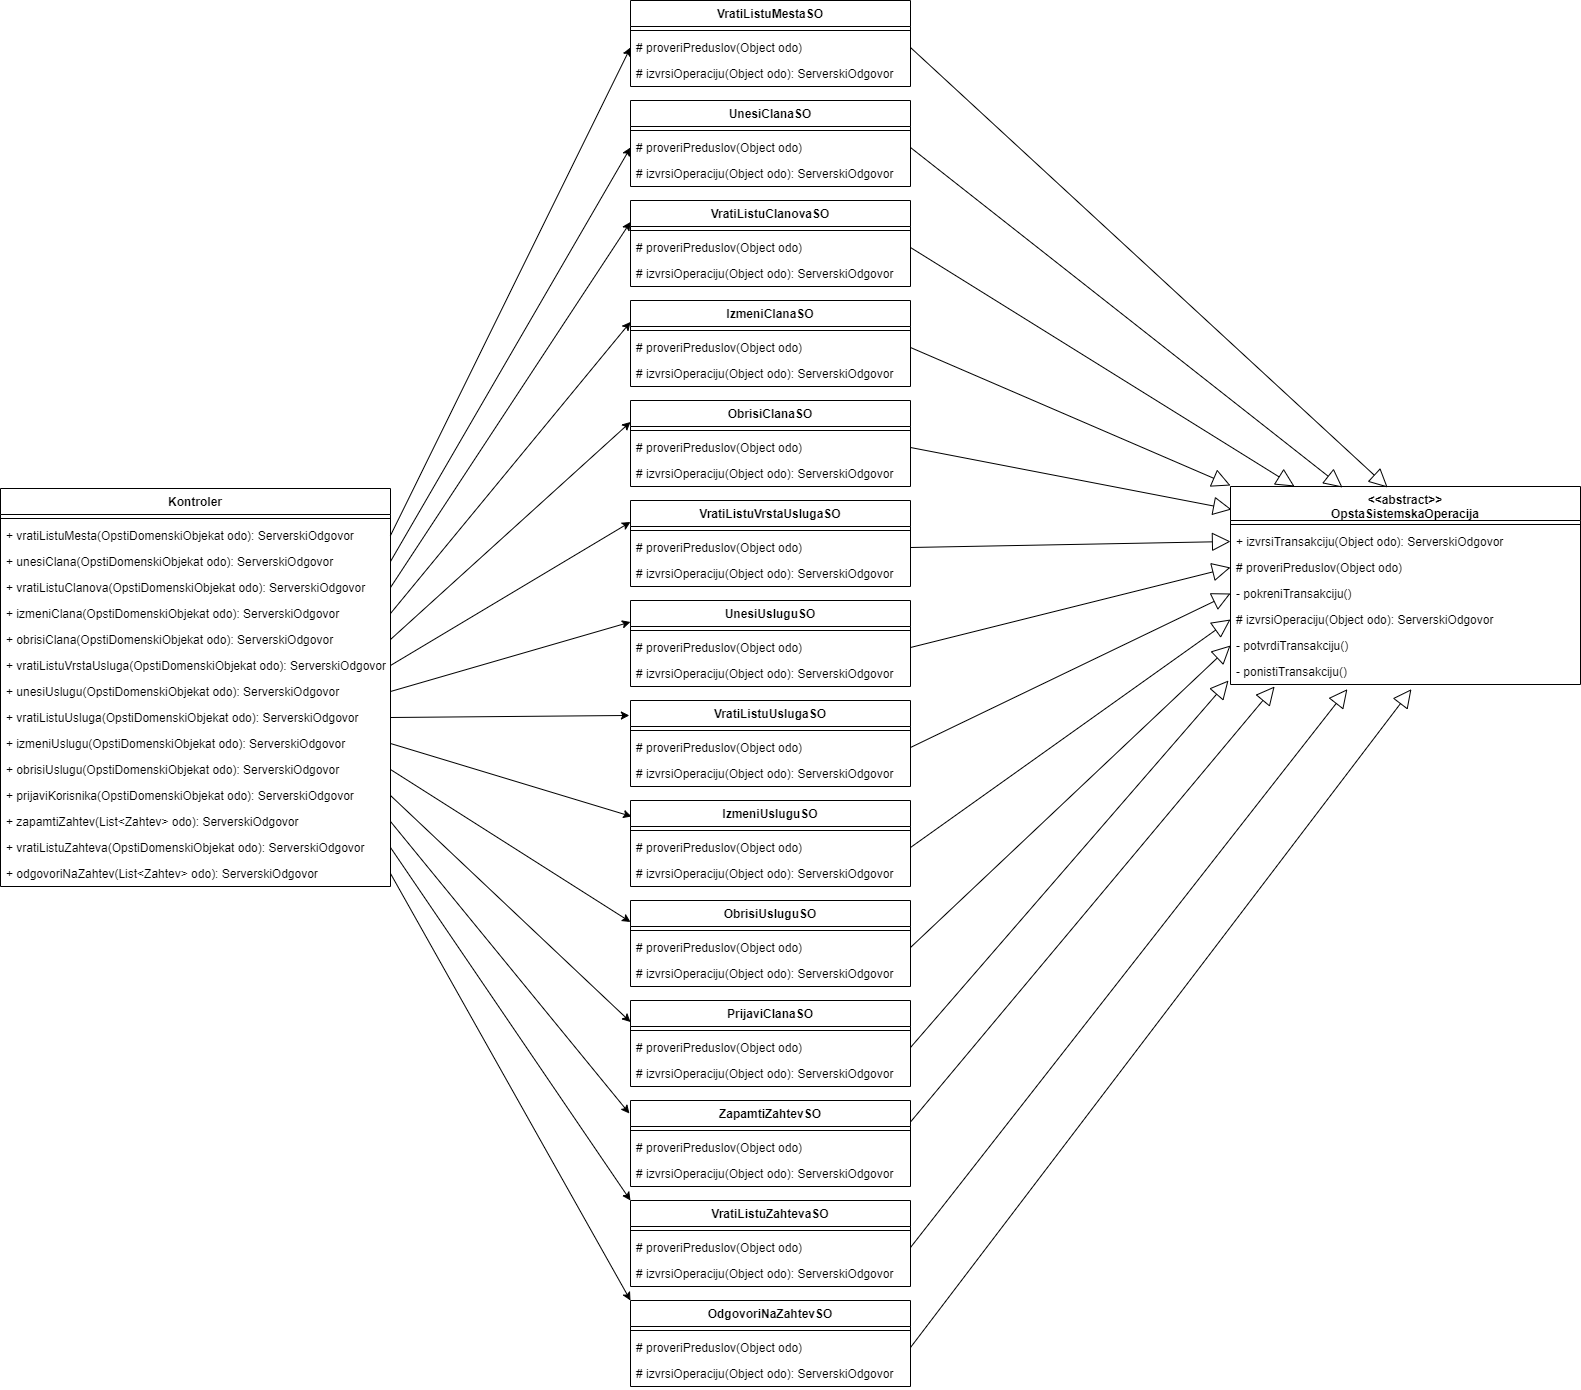 VratiListuMestaSO
# proveriPreduslov(Object odo)
# izvrsiOperaciju(Object odo): ServerskiOdgovor
UnesiClanaSO
# proveriPreduslov(Object odo)
# izvrsiOperaciju(Object odo): ServerskiOdgovor
VratiListuClanovaSO
# proveriPreduslov(Object odo)
# izvrsiOperaciju(Object odo): ServerskiOdgovor
IzmeniClanaSO
# proveriPreduslov(Object odo)
# izvrsiOperaciju(Object odo): ServerskiOdgovor
ObrisiClanaSO
# proveriPreduslov(Object odo)
# izvrsiOperaciju(Object odo): ServerskiOdgovor
VratiListuVrstaUslugaSO
# proveriPreduslov(Object odo)
# izvrsiOperaciju(Object odo): ServerskiOdgovor
UnesiUsluguSO
# proveriPreduslov(Object odo)
# izvrsiOperaciju(Object odo): ServerskiOdgovor
VratiListuUslugaSO
# proveriPreduslov(Object odo)
# izvrsiOperaciju(Object odo): ServerskiOdgovor
IzmeniUsluguSO
# proveriPreduslov(Object odo)
# izvrsiOperaciju(Object odo): ServerskiOdgovor
ObrisiUsluguSO
# proveriPreduslov(Object odo)
# izvrsiOperaciju(Object odo): ServerskiOdgovor
PrijaviClanaSO
# proveriPreduslov(Object odo)
# izvrsiOperaciju(Object odo): ServerskiOdgovor
ZapamtiZahtevSO
# proveriPreduslov(Object odo)
# izvrsiOperaciju(Object odo): ServerskiOdgovor
VratiListuZahtevaSO
# proveriPreduslov(Object odo)
# izvrsiOperaciju(Object odo): ServerskiOdgovor
OdgovoriNaZahtevSO
# proveriPreduslov(Object odo)
# izvrsiOperaciju(Object odo): ServerskiOdgovor
Kontroler
+ vratiListuMesta(OpstiDomenskiObjekat odo): ServerskiOdgovor
+ unesiClana(OpstiDomenskiObjekat odo): ServerskiOdgovor
+ vratiListuClanova(OpstiDomenskiObjekat odo): ServerskiOdgovor
+ izmeniClana(OpstiDomenskiObjekat odo): ServerskiOdgovor
+ obrisiClana(OpstiDomenskiObjekat odo): ServerskiOdgovor
+ vratiListuVrstaUsluga(OpstiDomenskiObjekat odo): ServerskiOdgovor
+ unesiUslugu(OpstiDomenskiObjekat odo): ServerskiOdgovor
+ vratiListuUsluga(OpstiDomenskiObjekat odo): ServerskiOdgovor
+ izmeniUslugu(OpstiDomenskiObjekat odo): ServerskiOdgovor
+ obrisiUslugu(OpstiDomenskiObjekat odo): ServerskiOdgovor
+ prijaviKorisnika(OpstiDomenskiObjekat odo): ServerskiOdgovor
+ zapamtiZahtev(List<Zahtev> odo): ServerskiOdgovor
+ vratiListuZahteva(OpstiDomenskiObjekat odo): ServerskiOdgovor
+ odgovoriNaZahtev(List<Zahtev> odo): ServerskiOdgovor
<<abstract>>
OpstaSistemskaOperacija
+ izvrsiTransakciju(Object odo): ServerskiOdgovor
# proveriPreduslov(Object odo)
- pokreniTransakciju()
# izvrsiOperaciju(Object odo): ServerskiOdgovor
- potvrdiTransakciju()
- ponistiTransakciju()